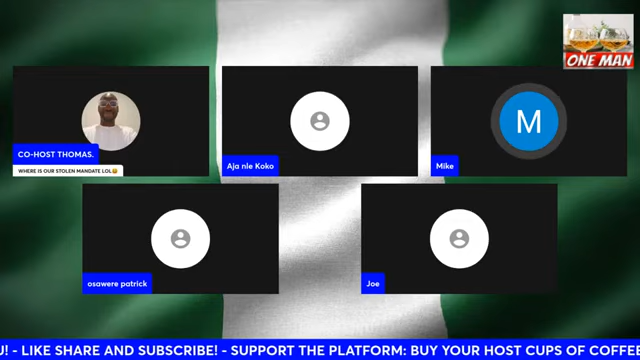 ONE MAN
CO-HOST THOMAS.
WHERE IS OUR STOLEN MANDATE LOL😂
Aja nle Koko
M
Mike
osawere patrick
Joe
! - LIKE SHARE AND SUBSCRIBE! - SUPPORT THE PLATFORM: BUY YOUR HOST CUPS OF COFFEE